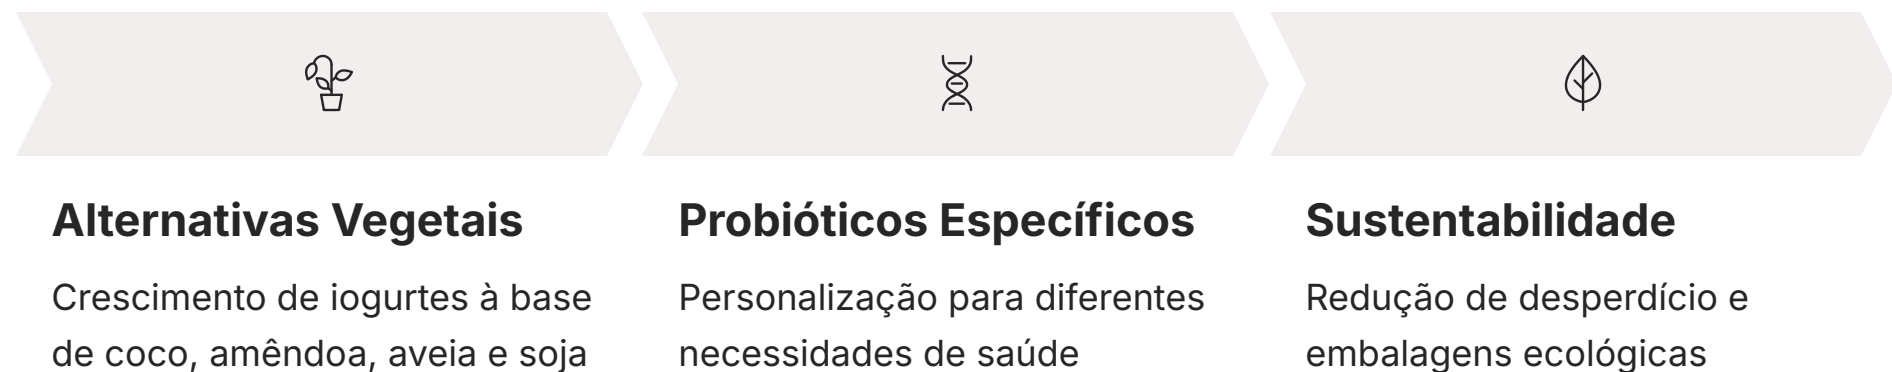 Alternativas Vegetais
Crescimento de iogurtes à base
de coco, amêndoa, aveia e soja
Probióticos Específicos
Personalização para diferentes
necessidades de saúde
Sustentabilidade
Redução de desperdício e
embalagens ecológicas